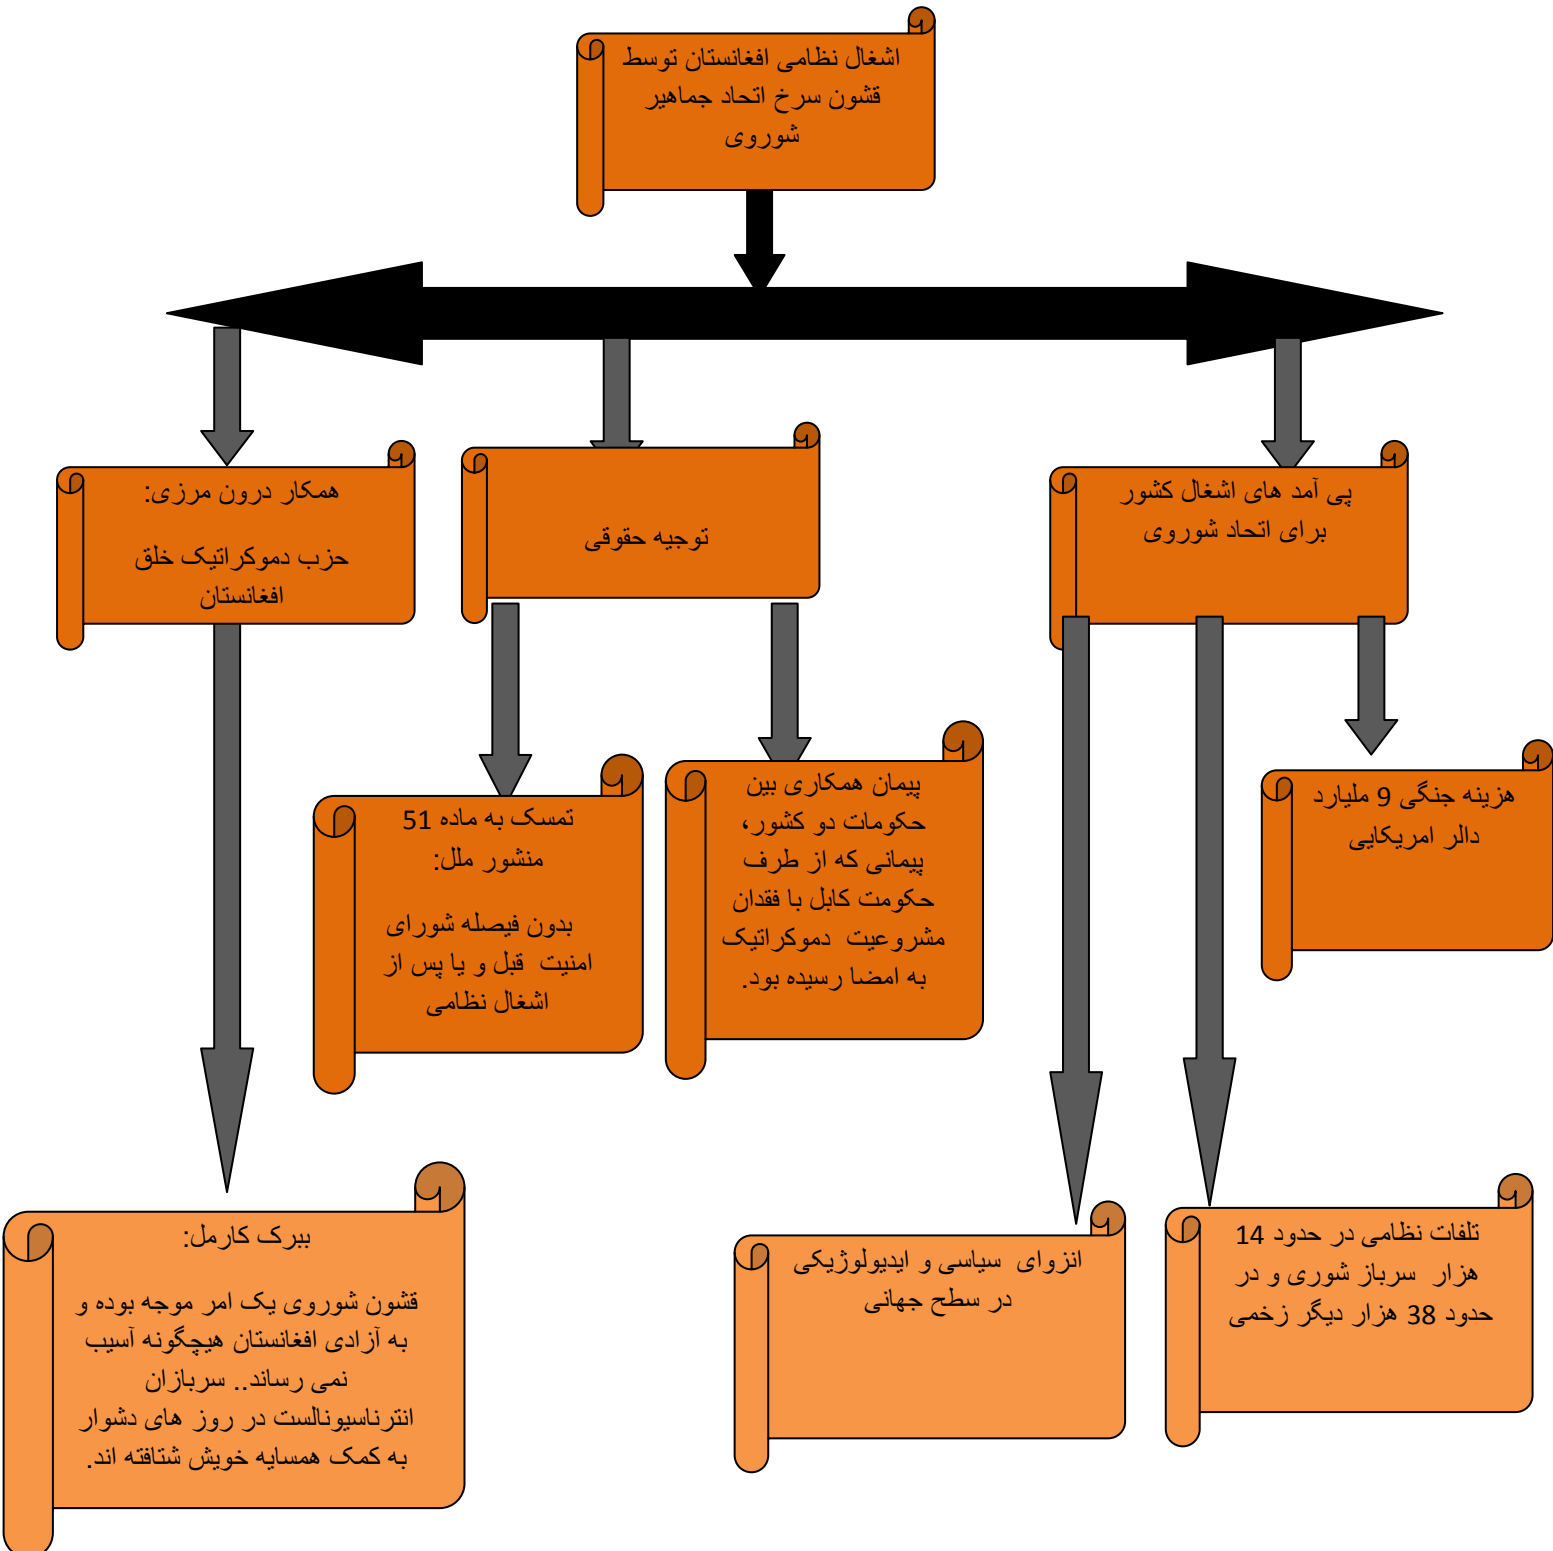 اشغال نظامی افغانستان توسط
قشون سرخ اتحاد جماهیر
شوروی
پی آمد های اشغال کشور
برای اتحاد شوروی
توجیه حقوقی
همکار درون مرزی:
حزب دموکراتیک خلق
افغانستان
هزینه جنگی 9 ملیارد
دالر امریکایی
پیمان همکاری بین
حکومات دو کشور،
پیمانی که از طرف
حکومت کابل با فقدان
مشروعیت دموکراتیک
به امضا رسیده بود.
تمسک به ماده 51
منشور ملل:
بدون فیصله شورای
امنیت قبل و یا پس از
اشغال نظامی
تلفات نظامی در حدود 14
هزار سرباز شوری و در
حدود 38 هزار دیگر زخمی
انزوای سیاسی و ایدیولوژیکی
در سطح جهانی
ببرک کارمل:
قشون شوروی یک امر موجه بوده و
به آزادی افغانستان هیچگونه آسیب
نمی رساند.. سربازان
انترناسیونالست در روز های دشوار
به کمک همسایه خویش شتافته اند.